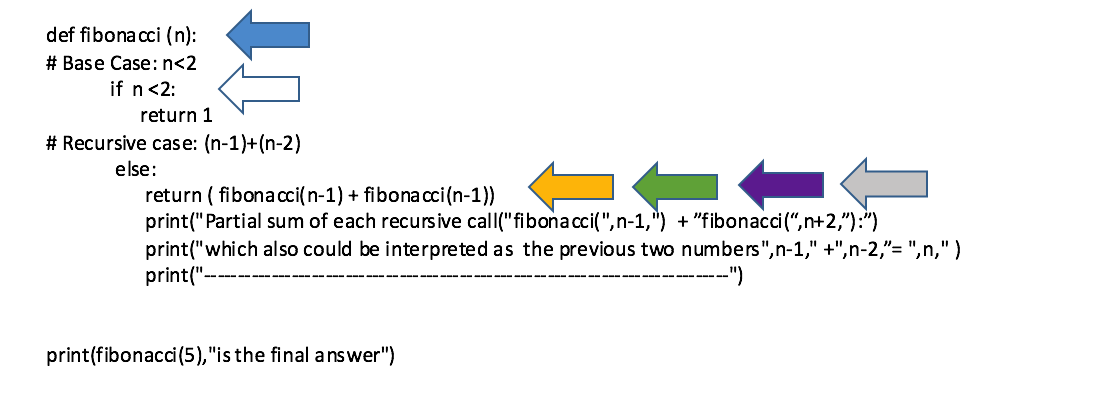 def fibonacci (n):
# Base Case: n<2
if n <2:
return 1
# Recursive case: (n-1)+(n-2)
else:
return ( fibonacci(n-1) + fibonacci(n-1))
print("Partial sum of each recursive call("fibonacci(",n-1,") + ”fibonacci(“,n+2,”):”)
print("which also could be interpreted as the previous two numbers",n-1," +",n-2,”= ",n," )
print("------------------------------------------------------------------------------")
print(fibonacci(5),"is the final answer")